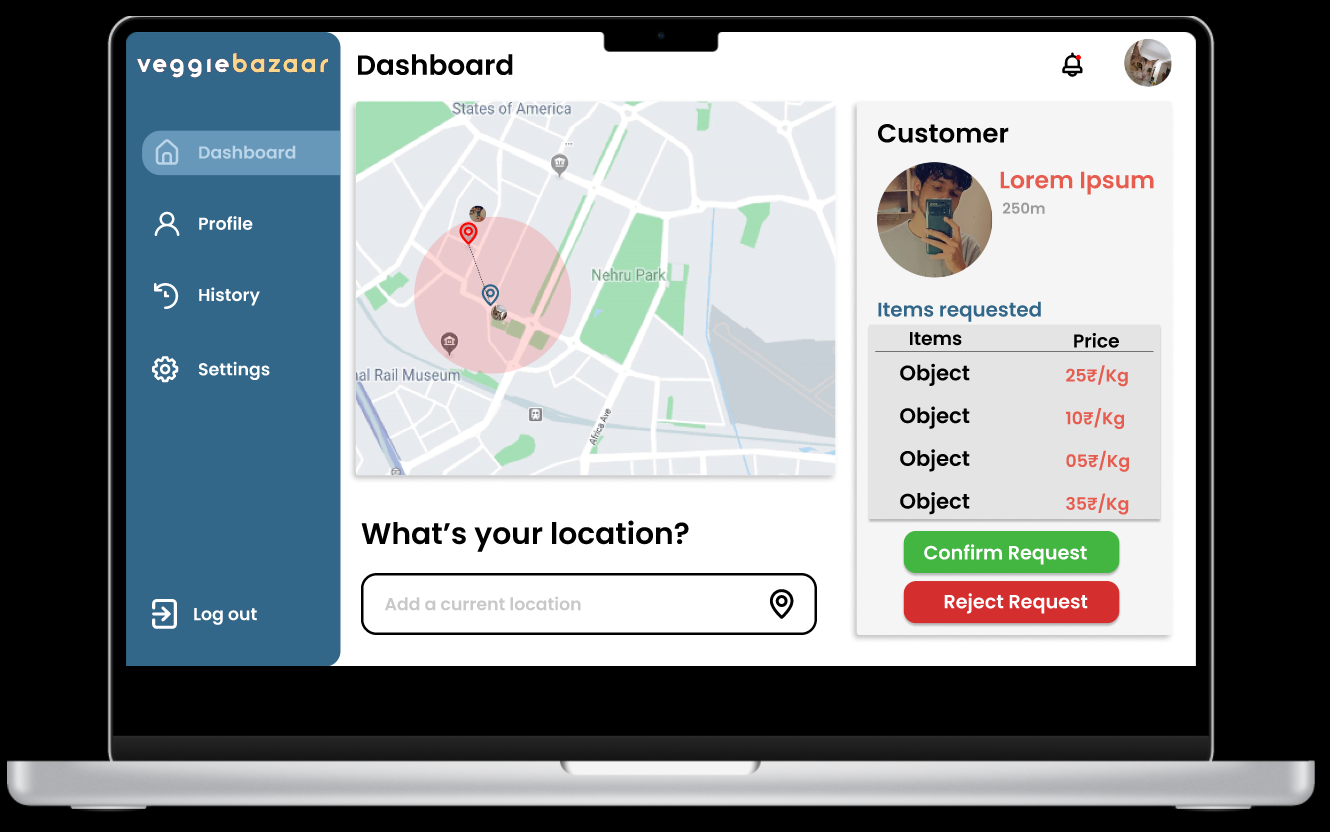 veggiebazaar
Dashboard
Profile
History
Settings
Log out
Dashboard
States of America
Nehru Park
al Rail Museum
Africa Ave
What's your location?
Add a current location
Customer
Lorem Ipsum
250m
Items requested
Items Price
Object 25₹/Kg
Object 10₹/Kg
Object 05₹/Kg
Object 35₹/Kg
Confirm Request
Reject Request